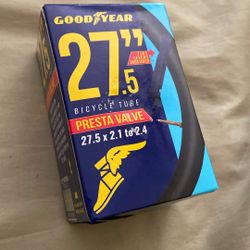 GOODYEAR
27"
.5
BICYCLE TUBE
PRESTA VALVE
27.5 x 2.1 to 2.4